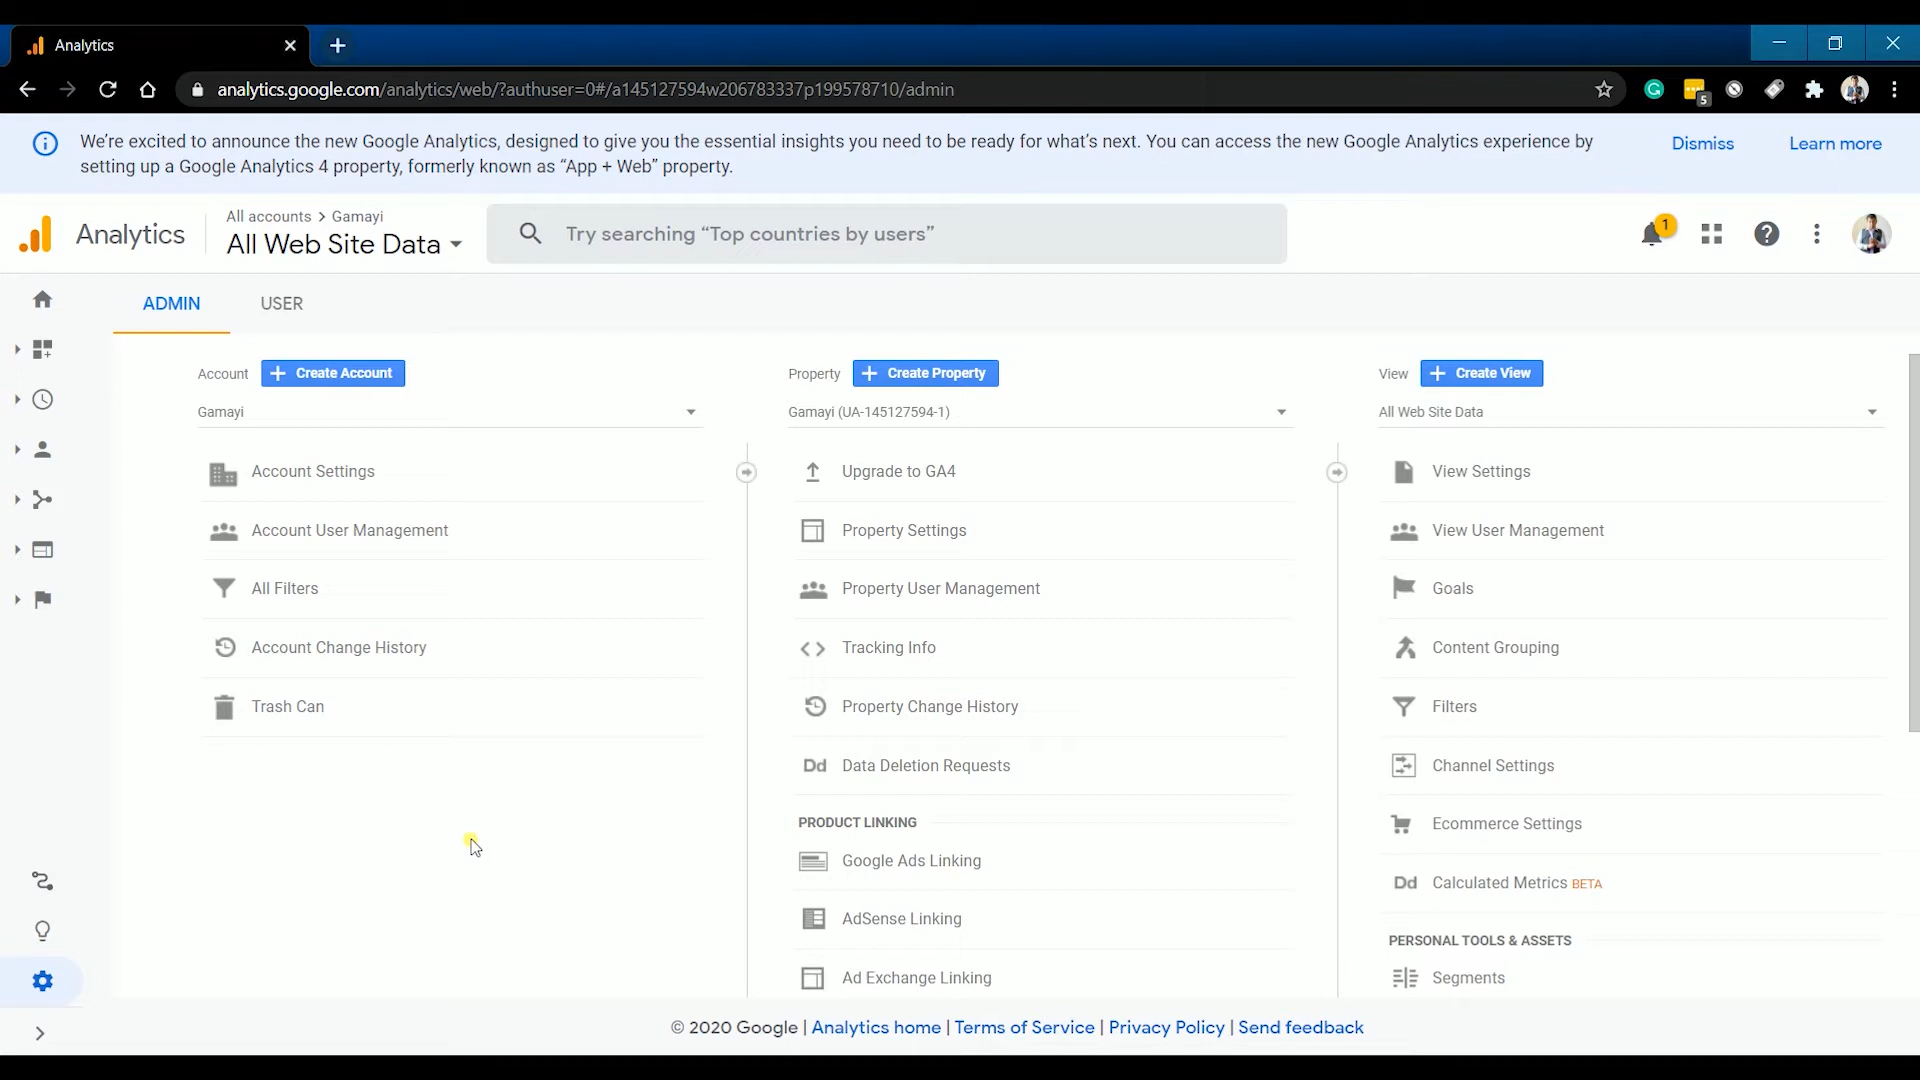 Analytics
analytics.google.com/analytics/web/?authuser=0#/a145127594w206783337p199578710/admin
5
We're excited to announce the new Google Analytics, designed to give you the essential insights you need to be ready for what's next. You can access the new Google Analytics experience by
setting up a Google Analytics 4 property, formerly known as “App + Web” property.
Dismiss
Learn more
Analytics
All accounts > Gamayi
All Web Site Data
Try searching “Top countries by users”
1
ADMIN
USER
Account
+ Create Account
Property
+ Create Property
View
+ Create View
Gamayi
Gamayi (UA-145127594-1)
All Web Site Data
Account Settings
Account User Management
All Filters
Account Change History
Trash Can
Upgrade to GA4
Property Settings
Property User Management
Tracking Info
Property Change History
Dd Data Deletion Requests
PRODUCT LINKING
Google Ads Linking
AdSense Linking
Ad Exchange Linking
View Settings
View User Management
Goals
Content Grouping
Filters
Channel Settings
Ecommerce Settings
Dd Calculated Metrics BETA
PERSONAL TOOLS & ASSETS
Segments
© 2020 Google | Analytics home | Terms of Service | Privacy Policy | Send feedback